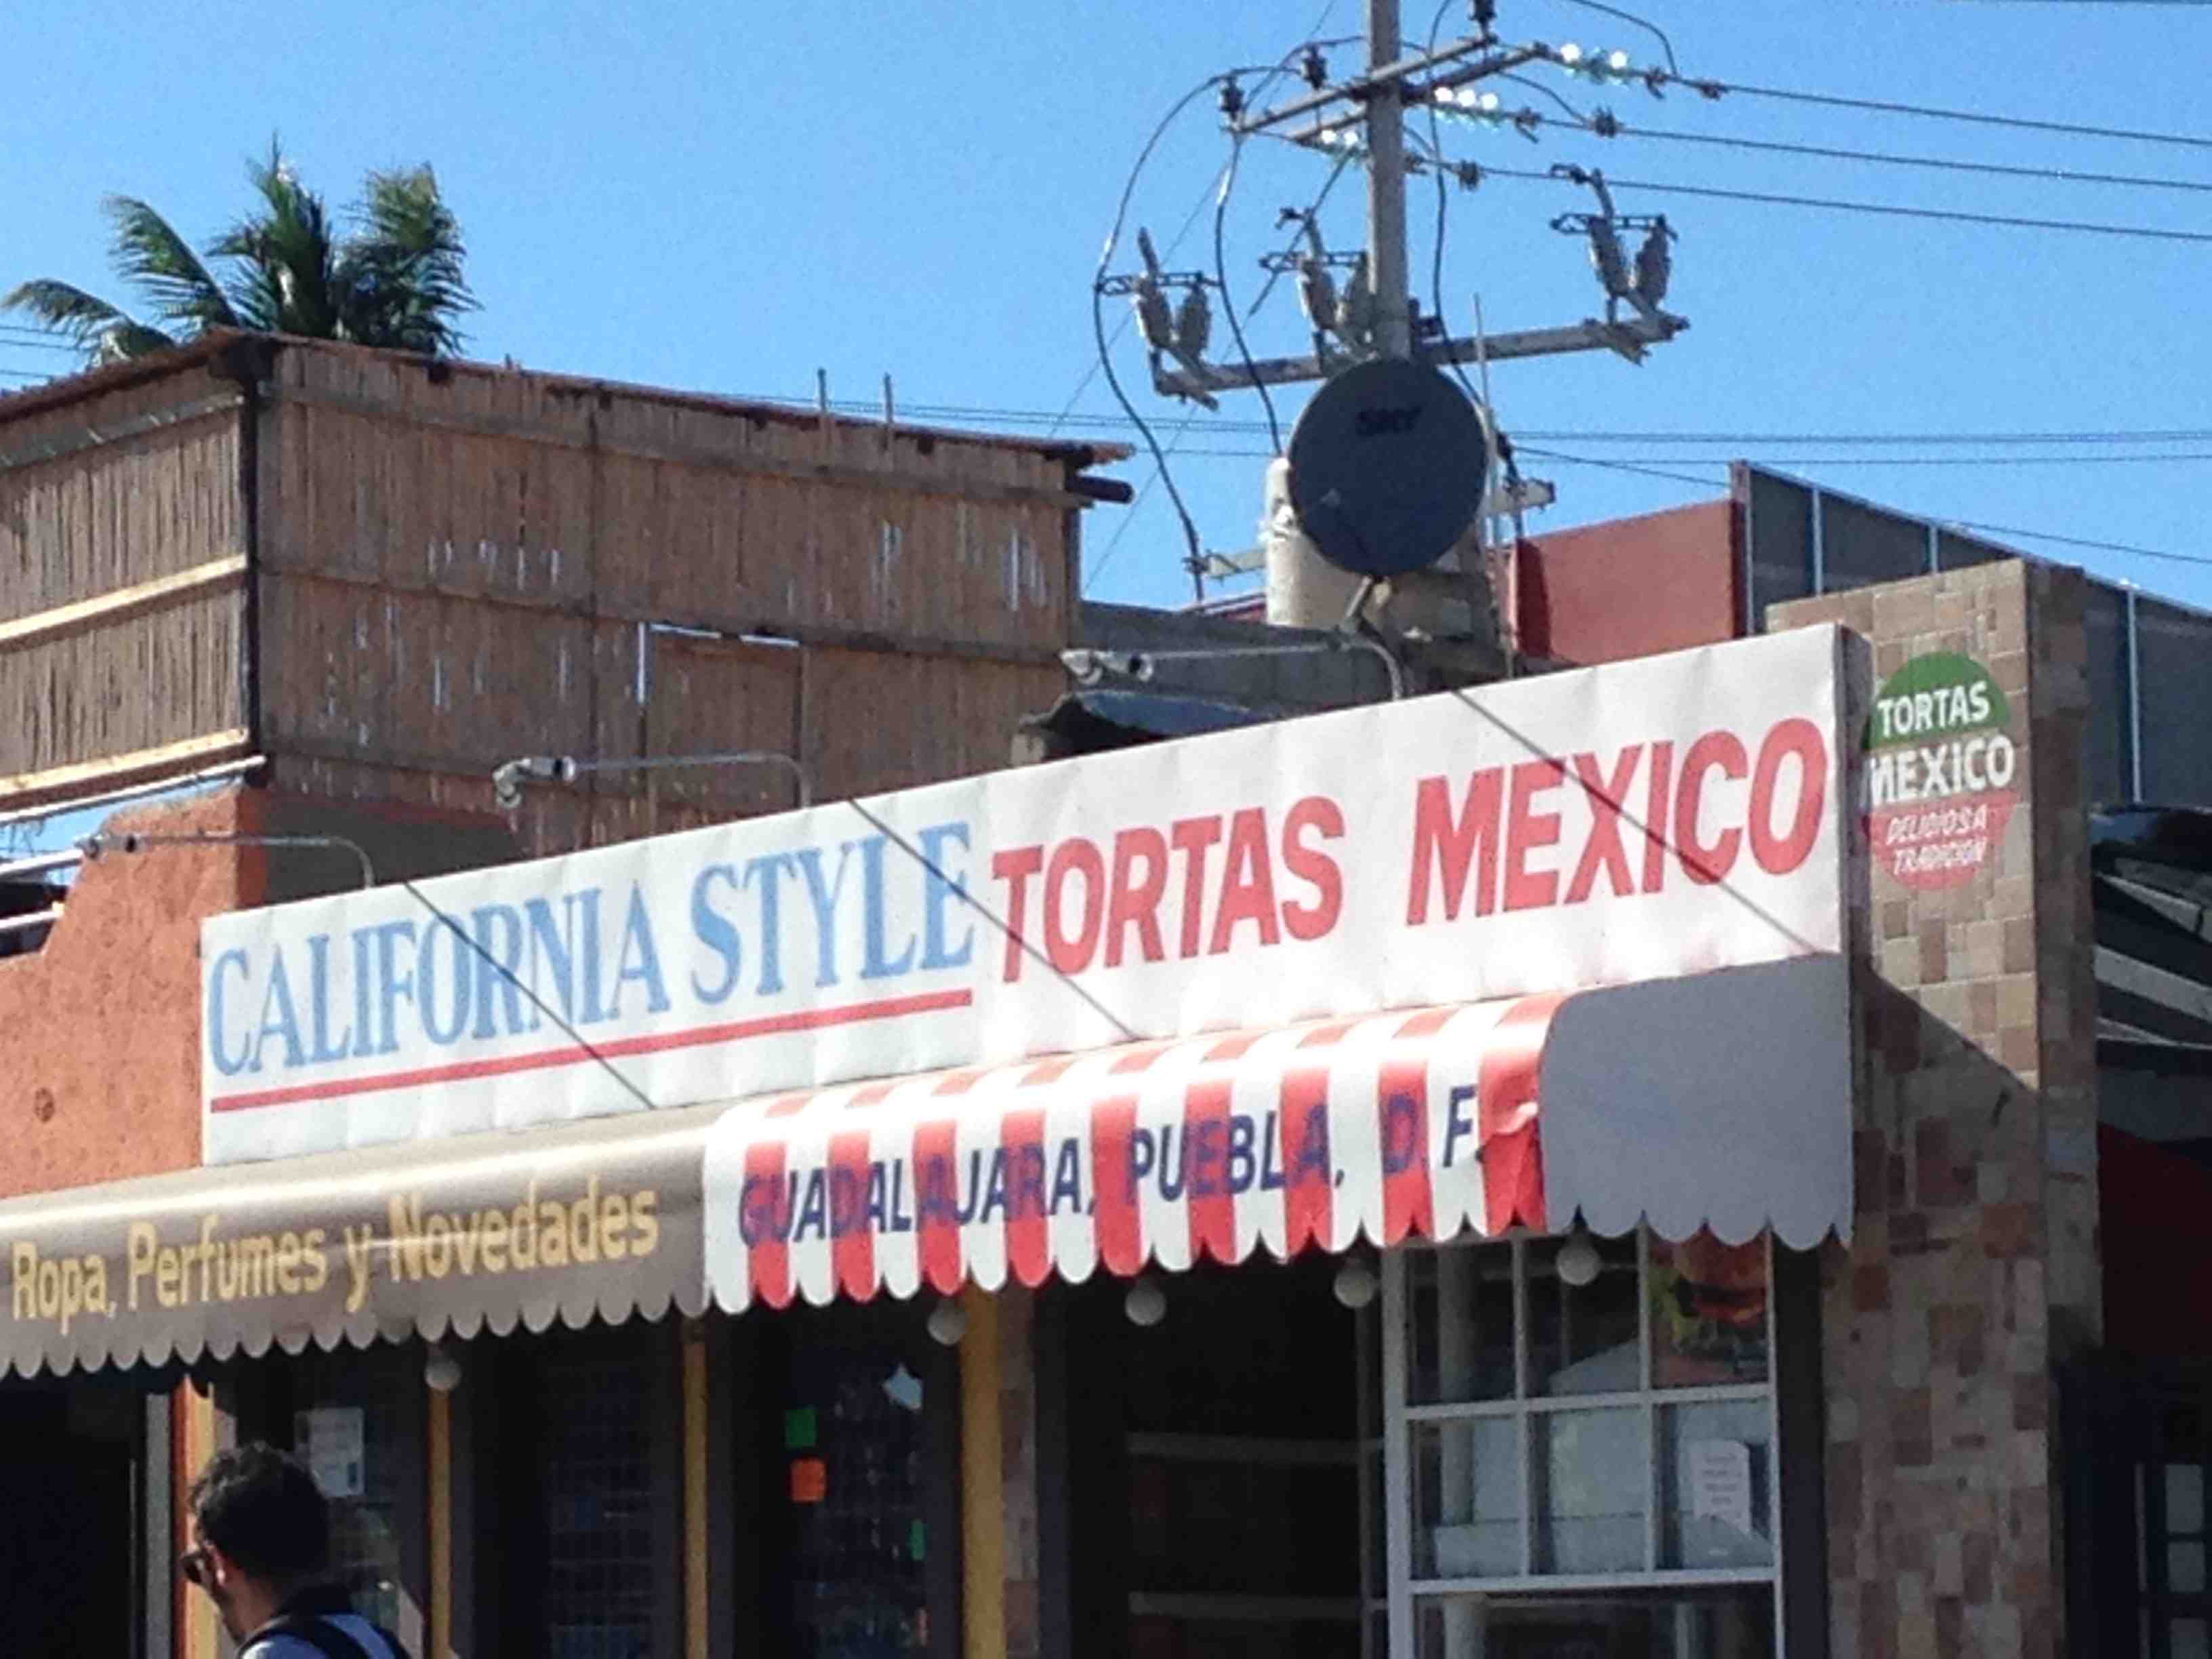 SKY
CALIFORNIA STYLE
TORTAS MEXICO
TORTAS
MEXICO
DELICIOSA
TRADICION
Ropa, Perfumes y Novedades
GUADALAJARA, PUEBLA, D.F.